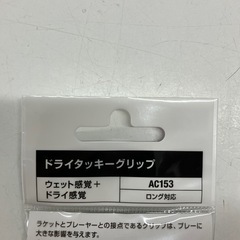 ドライタッキーグリップ
ウェット感覚+
ドライ感覚
AC153
ロング対応
ラケットとプレーヤーとの接点であるグリップは、プレーに
大きな影響を与えます。